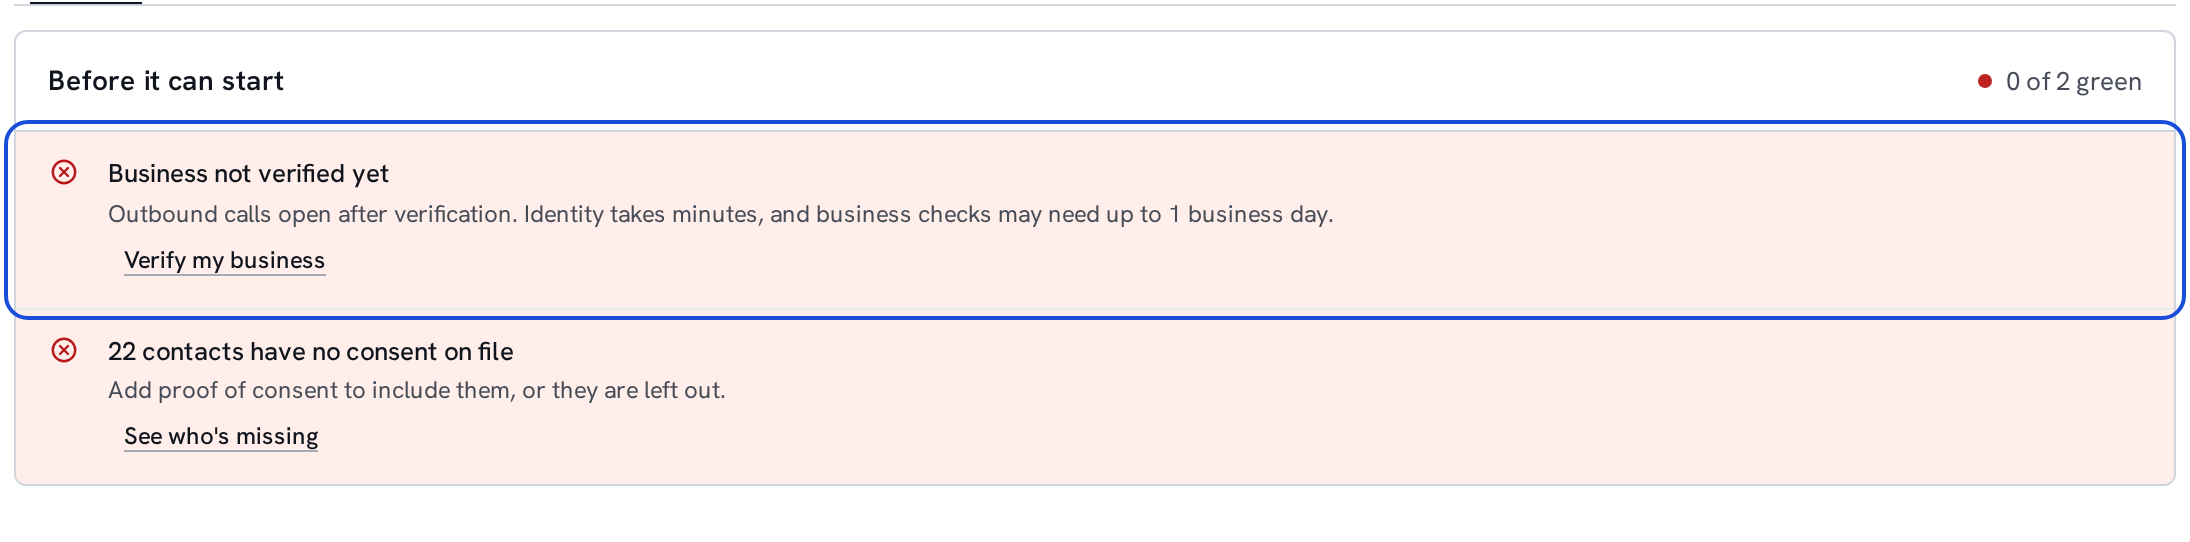 Before it can start
0 of 2 green
Business not verified yet
Outbound calls open after verification. Identity takes minutes, and business checks may need up to 1 business day.
Verify my business
22 contacts have no consent on file
Add proof of consent to include them, or they are left out.
See who's missing